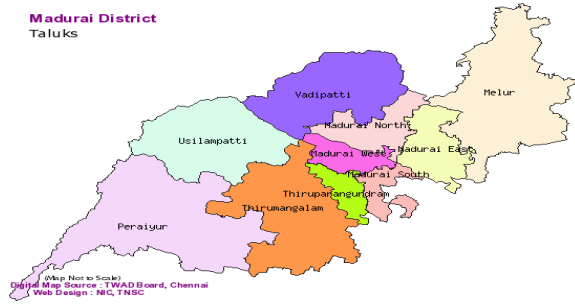 Madurai District
Taluks
Melur
Vadipatti
Madurai North
Usilampatti
Madurai East
Madurai West
Madurai South
Thiruparangundram
Thirumangalam
Peraiyur
(Map Not to Scale)
Digital Map Source : TWAD Board, Chennai
Web Design : NIC, TNSC